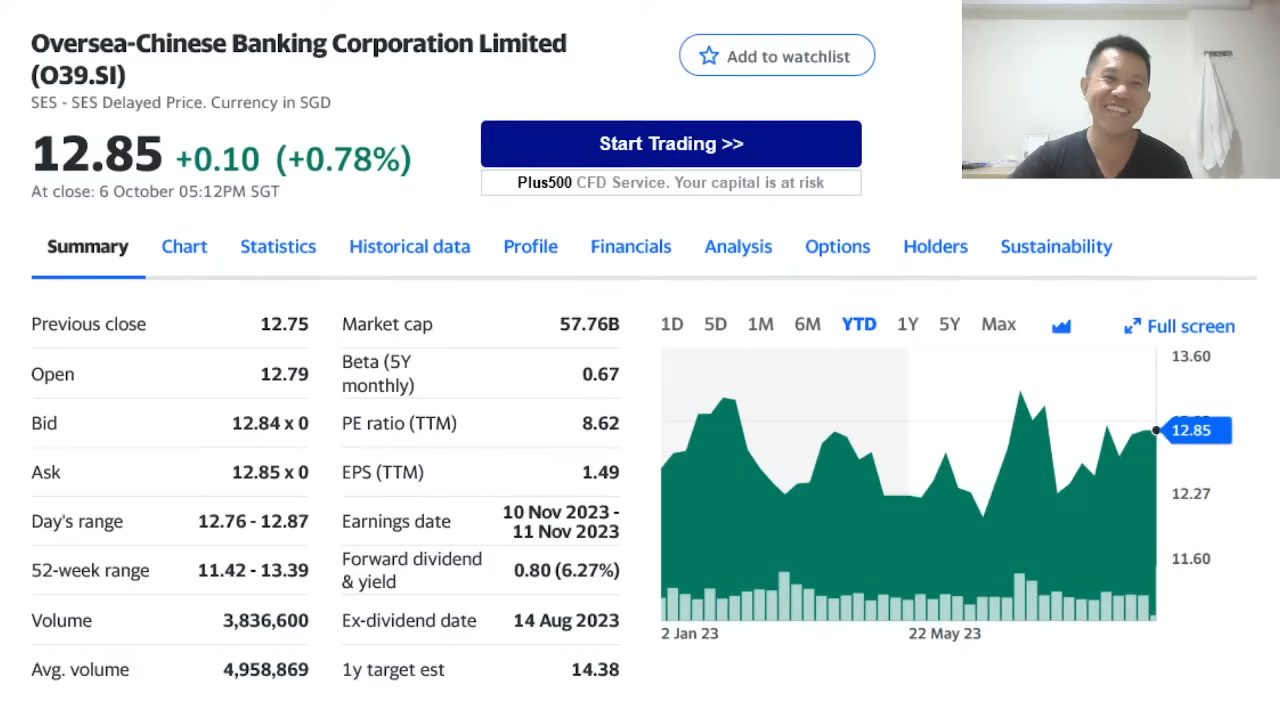 Oversea-Chinese Banking Corporation Limited
(O39.SI)
SES - SES Delayed Price. Currency in SGD
Add to watchlist
12.85 +0.10 (+0.78%)
At close: 6 October 05:12PM SGT
Start Trading >>
Plus500 CFD Service. Your capital is at risk
Summary Chart Statistics Historical data Profile Financials Analysis Options Holders Sustainability
Previous close 12.75
Open 12.79
Bid 12.84 x 0
Ask 12.85 x 0
Day's range 12.76 - 12.87
52-week range 11.42 - 13.39
Volume 3,836,600
Avg. volume 4,958,869
Market cap 57.76B
Beta (5Y
monthly) 0.67
PE ratio (TTM) 8.62
EPS (TTM) 1.49
Earnings date 10 Nov 2023 -
11 Nov 2023
Forward dividend
& yield 0.80 (6.27%)
Ex-dividend date 14 Aug 2023
1y target est 14.38
1D 5D 1M 6M YTD 1Y 5Y Max Full screen
13.60
12.85
12.27
11.60
2 Jan 23 22 May 23